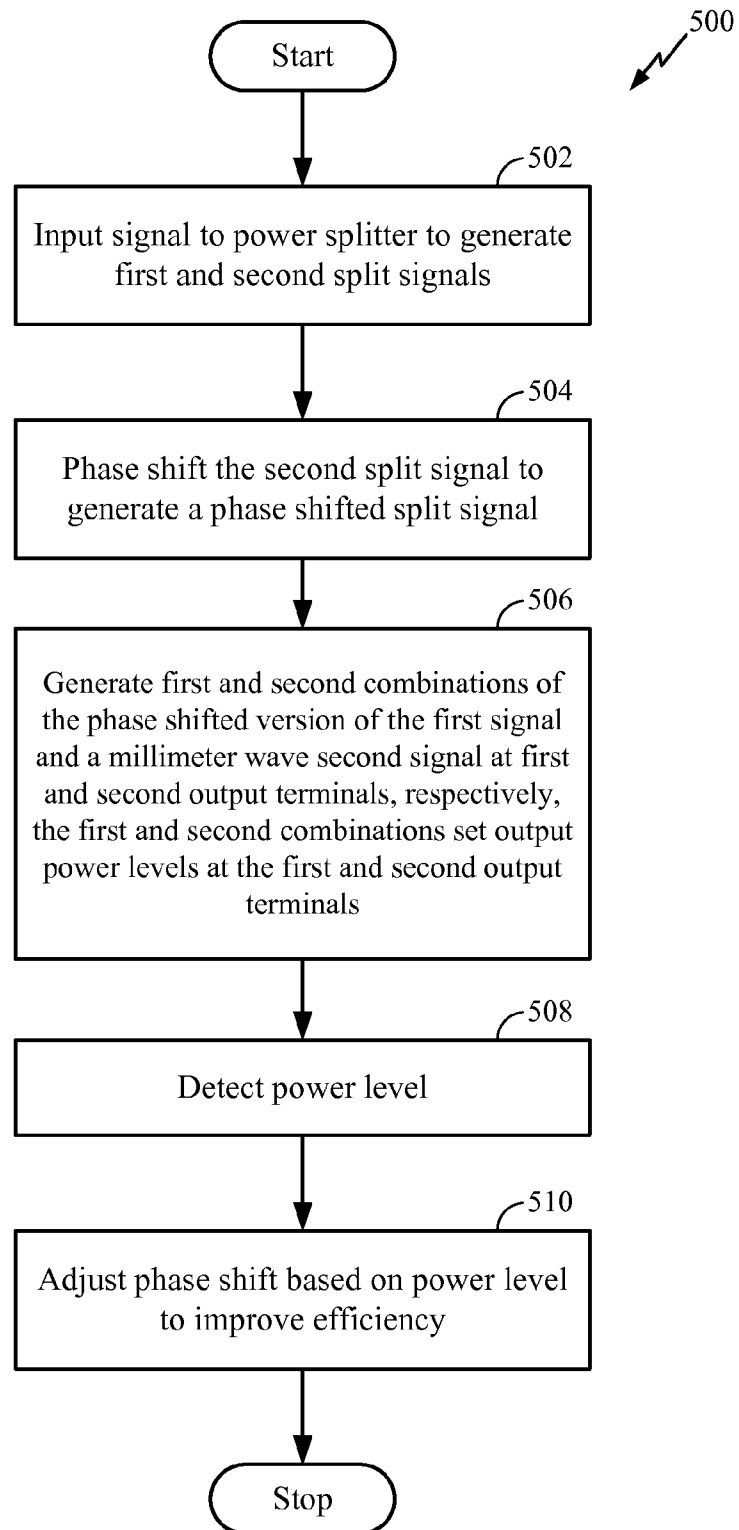 500
Start
502
Input signal to power splitter to generate
first and second split signals
504
Phase shift the second split signal to
generate a phase shifted split signal
506
Generate first and second combinations of
the phase shifted version of the first signal
and a millimeter wave second signal at first
and second output terminals, respectively,
the first and second combinations set output
power levels at the first and second output
terminals
508
Detect power level
510
Adjust phase shift based on power level
to improve efficiency
Stop